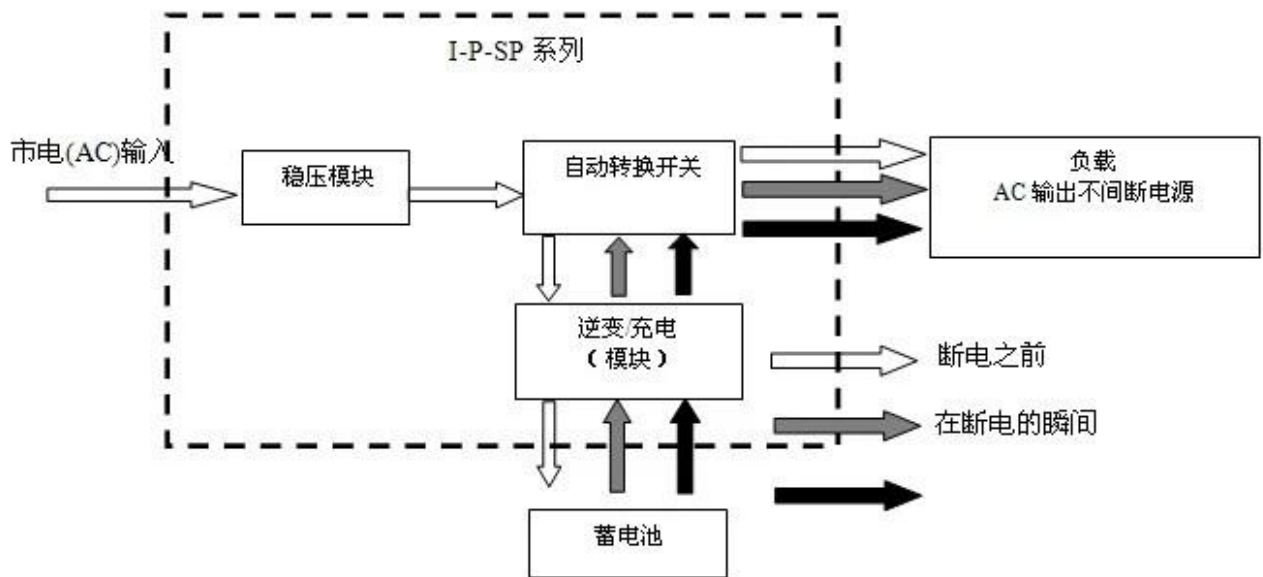 I-P-SP 系列
市电(AC)输入
稳压模块
自动转换开关
负载
AC 输出不间断电源
逆变/充电
（模块）
断电之前
在断电的瞬间
蓄电池